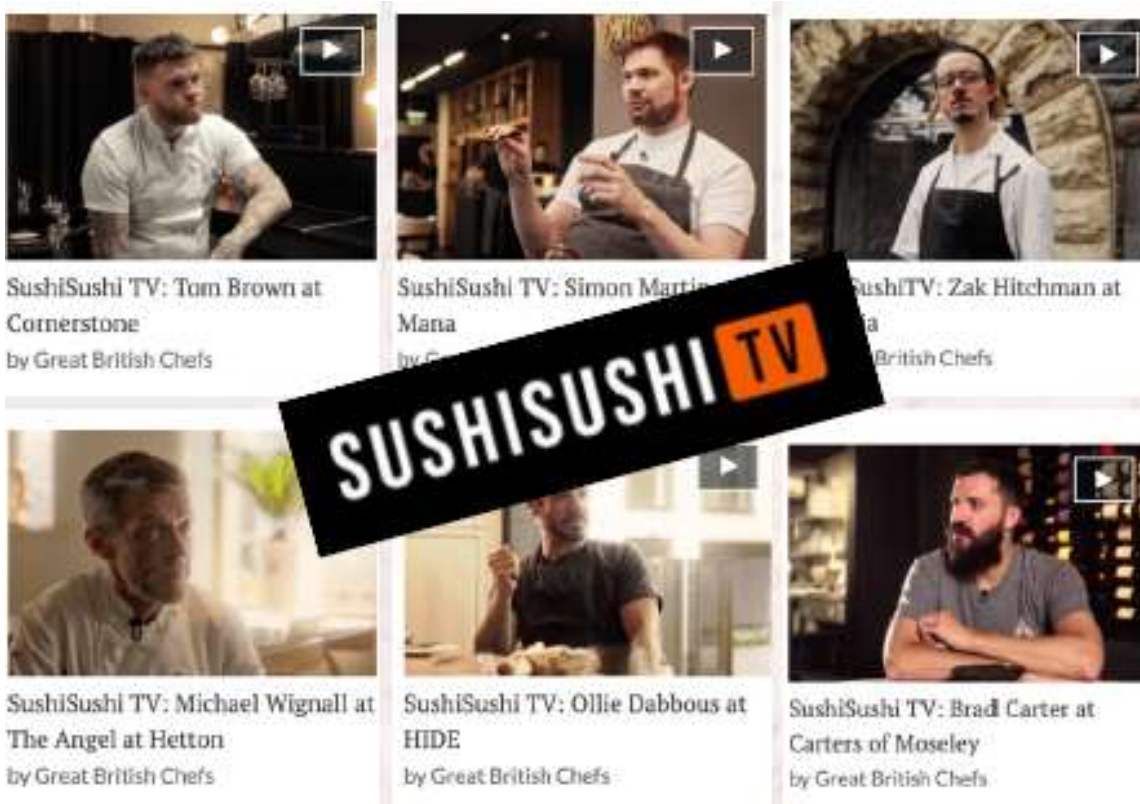 SushiSushi TV: Tom Brown at
Cornerstone
by Great British Chefs
SushiSushi TV: Simon Martin
Mana
by
SushiTV: Zak Hitchman at
British Chefs
SUSHISUSHI TV
SushiSushi TV: Michael Wignall at
The Angel at Hetton
by Great British Chefs
SushiSushi TV: Ollie Dabbous at
HIDE
by Great British Chefs
SushiSushi TV: Brad Carter at
Carters of Moseley
by Great British Chefs